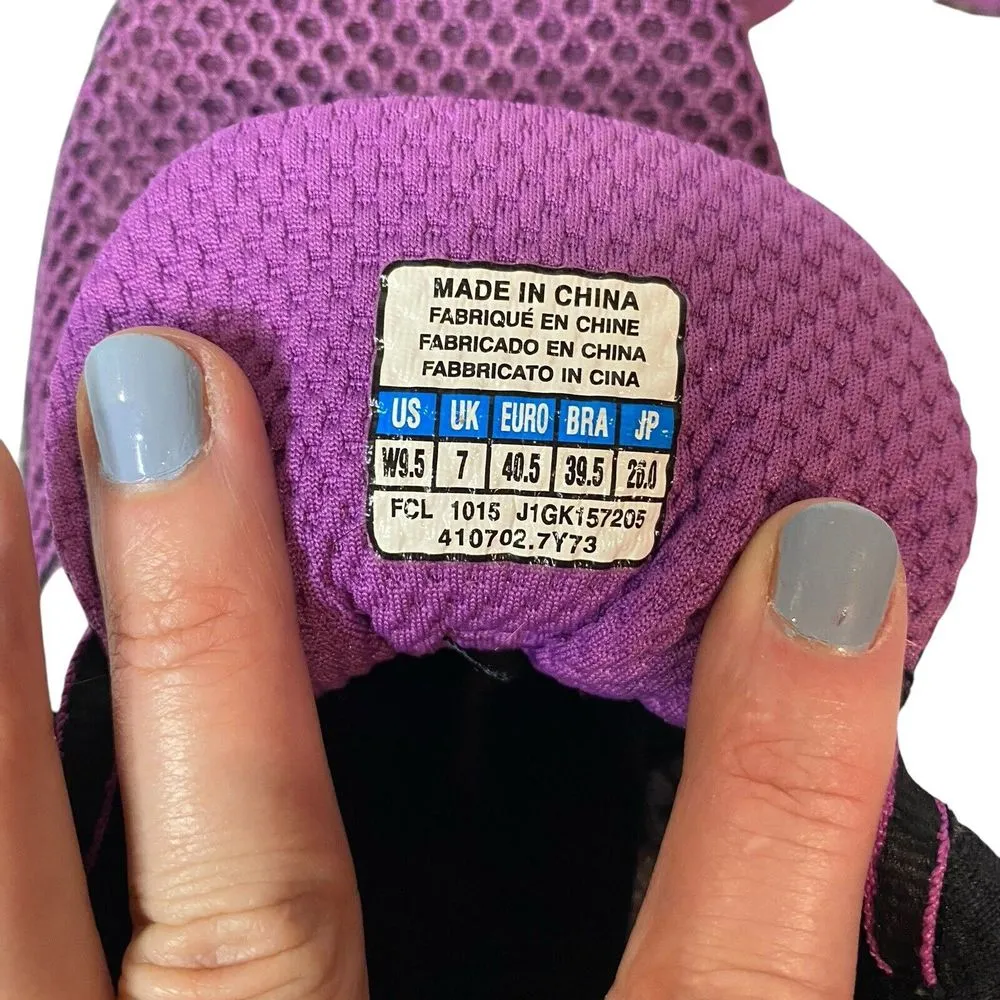 MADE IN CHINA
FABRIQUÉ EN CHINE
FABRICADO EN CHINA
FABBRICATO IN CINA
US UK EURO BRA JP
W9.5 7 40.5 39.5 26.0
FCL 1015 J1GK157205
410702.7Y73